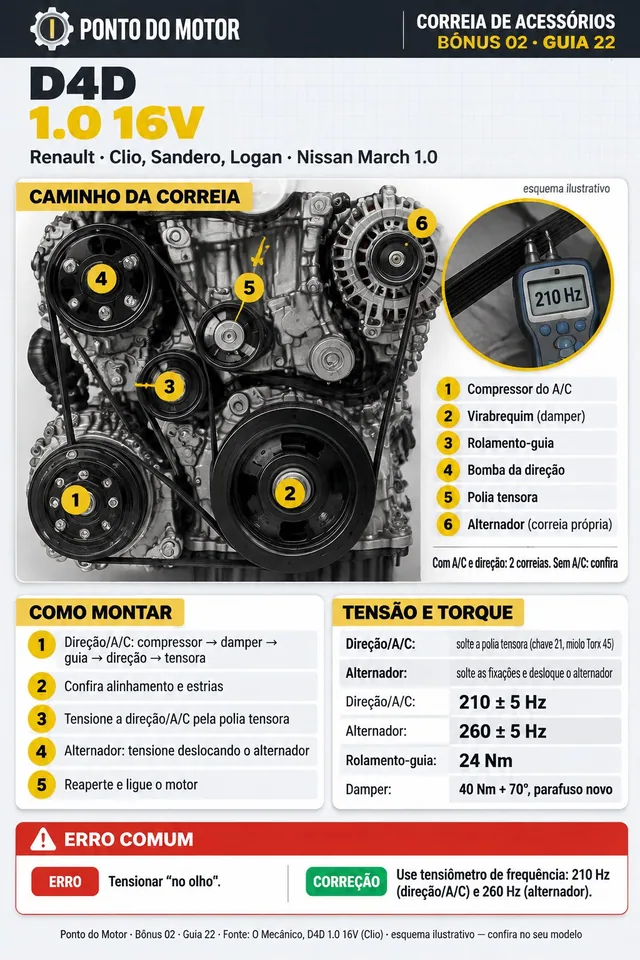 PONTO DO MOTOR
CORREIA DE ACESSÓRIOS
BÓNUS 02 · GUIA 22
D4D
1.0 16V
Renault · Clio, Sandero, Logan · Nissan March 1.0
CAMINHO DA CORREIA
esquema ilustrativo
6
4
5
210 Hz
3
1
2
1 Compressor do A/C
2 Virabrequim (damper)
3 Rolamento-guia
4 Bomba da direção
5 Polia tensora
6 Alternador (correia própria)
Com A/C e direção: 2 correias. Sem A/C: confira
COMO MONTAR
1 Direção/A/C: compressor → damper →
guia → direção → tensora
2 Confira alinhamento e estrias
3 Tensione a direção/A/C pela polia tensora
4 Alternador: tensione deslocando o alternador
5 Reaperte e ligue o motor
TENSÃO E TORQUE
Direção/A/C: solte a polia tensora (chave 21, miolo Torx 45)
Alternador: solte as fixações e desloque o alternador
Direção/A/C: 210 ± 5 Hz
Alternador: 260 ± 5 Hz
Rolamento-guia: 24 Nm
Damper: 40 Nm + 70°, parafuso novo
ERRO COMUM
ERRO
Tensionar “no olho”.
CORREÇÃO
Use tensiômetro de frequência: 210 Hz
(direção/A/C) e 260 Hz (alternador).
Ponto do Motor · Bônus 02 · Guia 22 · Fonte: O Mecânico, D4D 1.0 16V (Clio) · esquema ilustrativo — confira no seu modelo